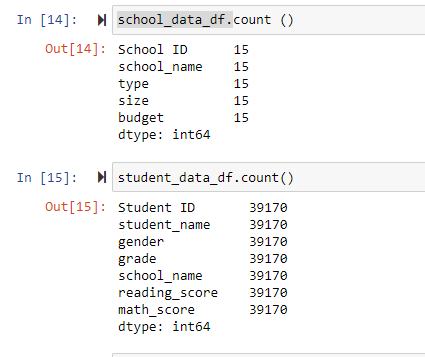 In [14]: school_data_df.count ()
Out[14]: School ID 15
school_name 15
type 15
size 15
budget 15
dtype: int64
In [15]: student_data_df.count()
Out[15]: Student ID 39170
student_name 39170
gender 39170
grade 39170
school_name 39170
reading_score 39170
math_score 39170
dtype: int64